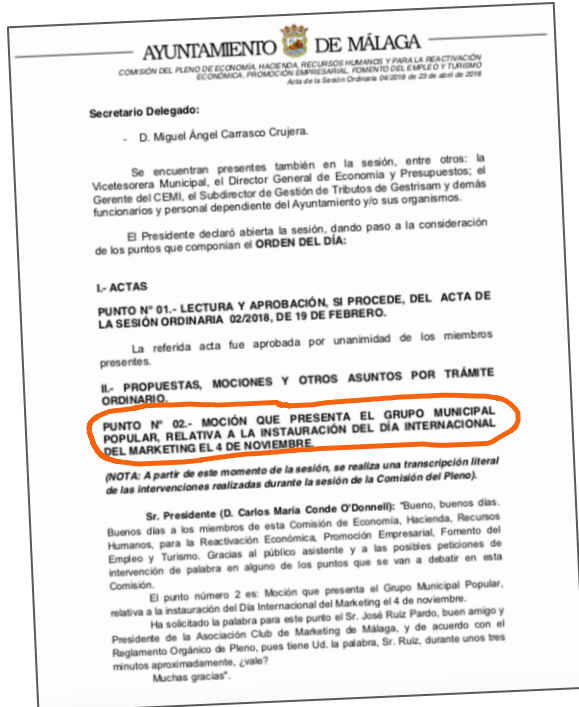 AYUNTAMIENTO DE MÁLAGA
COMISIÓN DEL PLENO DE ECONOMÍA, HACIENDA, RECURSOS HUMANOS Y PARA LA REACTIVACIÓN
ECONÓMICA, PROMOCIÓN EMPRESARIAL, FOMENTO DEL EMPLEO Y TURISMO
Acta de la Sesión Ordinaria 04/2018 de 23 de abril de 2018
Secretario Delegado:
- D. Miguel Ángel Carrasco Crujera.
Se encuentran presentes también en la sesión, entre otros: la
Vicetesorera Municipal, el Director General de Economía y Presupuestos; el
Gerente del CEMI, el Subdirector de Gestión de Tributos de Gestrisam y demás
funcionarios y personal dependiente del Ayuntamiento y/o sus organismos.
El Presidente declaró abierta la sesión, dando paso a la consideración
de los puntos que componían el ORDEN DEL DÍA:
I.- ACTAS
PUNTO Nº 01.- LECTURA Y APROBACIÓN, SI PROCEDE, DEL ACTA DE
LA SESIÓN ORDINARIA 02/2018, DE 19 DE FEBRERO.
La referida acta fue aprobada por unanimidad de los miembros
presentes.
II.- PROPUESTAS, MOCIONES Y OTROS ASUNTOS POR TRÁMITE
ORDINARIO.
PUNTO Nº 02.- MOCIÓN QUE PRESENTA EL GRUPO MUNICIPAL
POPULAR, RELATIVA A LA INSTAURACIÓN DEL DÍA INTERNACIONAL
DEL MARKETING EL 4 DE NOVIEMBRE.
(NOTA: A partir de este momento de la sesión, se realiza una transcripción literal
de las intervenciones realizadas durante la sesión de la Comisión del Pleno).
Sr. Presidente (D. Carlos María Conde O'Donnell): "Bueno, buenos días.
Buenos días a los miembros de esta Comisión de Economía, Hacienda, Recursos
Humanos, para la Reactivación Económica, Promoción Empresarial, Fomento del
Empleo y Turismo. Gracias al público asistente y a las posibles peticiones de
intervención de palabra en alguno de los puntos que se van a debatir en esta
Comisión.
El punto número 2 es: Moción que presenta el Grupo Municipal Popular,
relativa a la instauración del Día Internacional del Marketing el 4 de noviembre.
Ha solicitado la palabra para este punto el Sr. José Ruiz Pardo, buen amigo y
Presidente de la Asociación Club de Marketing de Málaga, y de acuerdo con el
Reglamento Orgánico de Pleno, pues tiene Ud. la palabra, Sr. Ruiz, durante unos tres
minutos aproximadamente, ¿vale?
Muchas gracias".